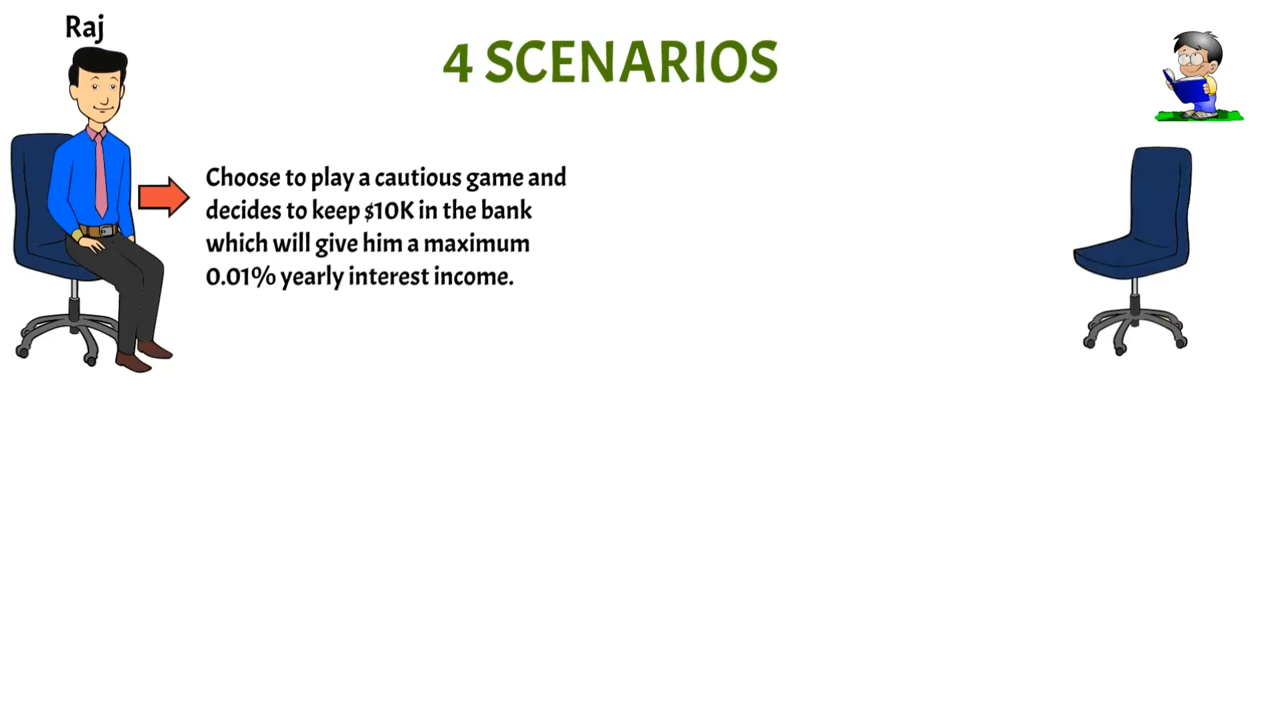 Raj
4 SCENARIOS
Choose to play a cautious game and
decides to keep $10K in the bank
which will give him a maximum
0.01% yearly interest income.